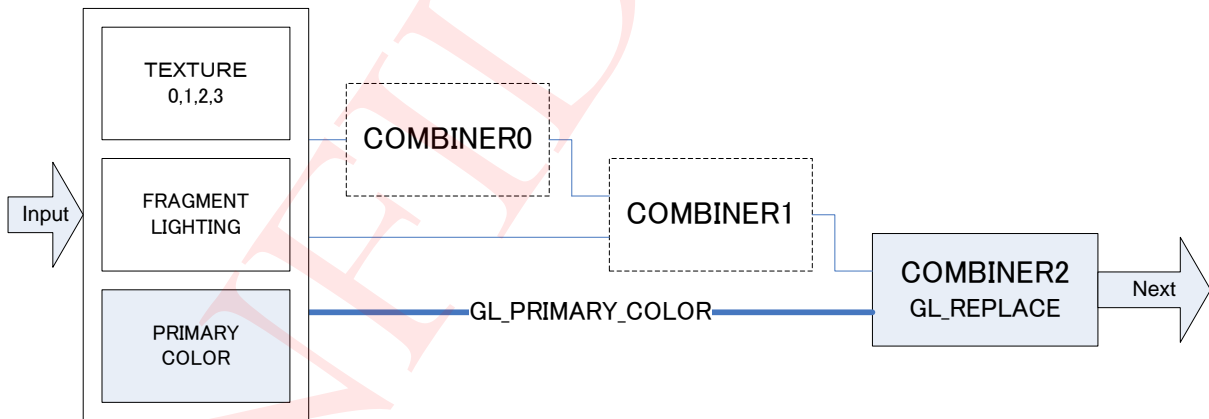 TEXTURE
0,1,2,3
COMBINER0
FRAGMENT
LIGHTING
Input
COMBINER1
COMBINER2
GL_REPLACE
Next
GL_PRIMARY_COLOR
PRIMARY
COLOR